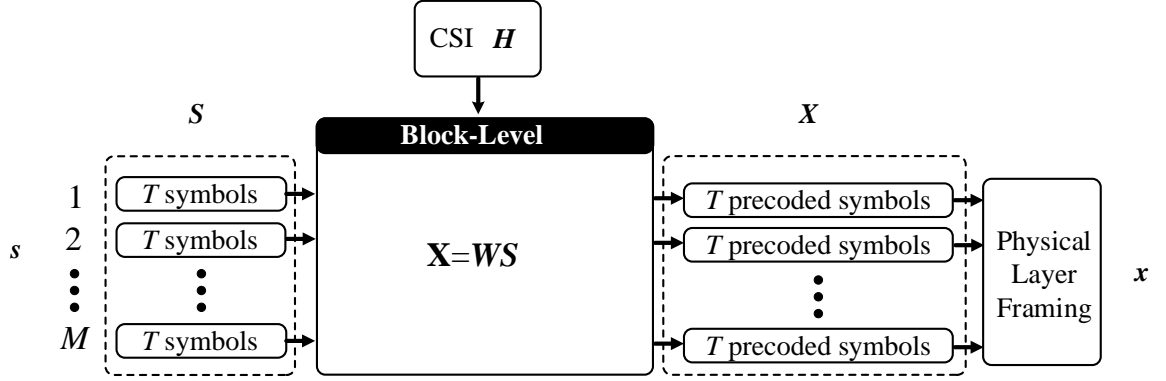 CSI H
S
X
Block-Level
1
T symbols
T precoded symbols
2
T symbols
T precoded symbols
s
X=WS
Physical
Layer
Framing
x
M
T symbols
T precoded symbols